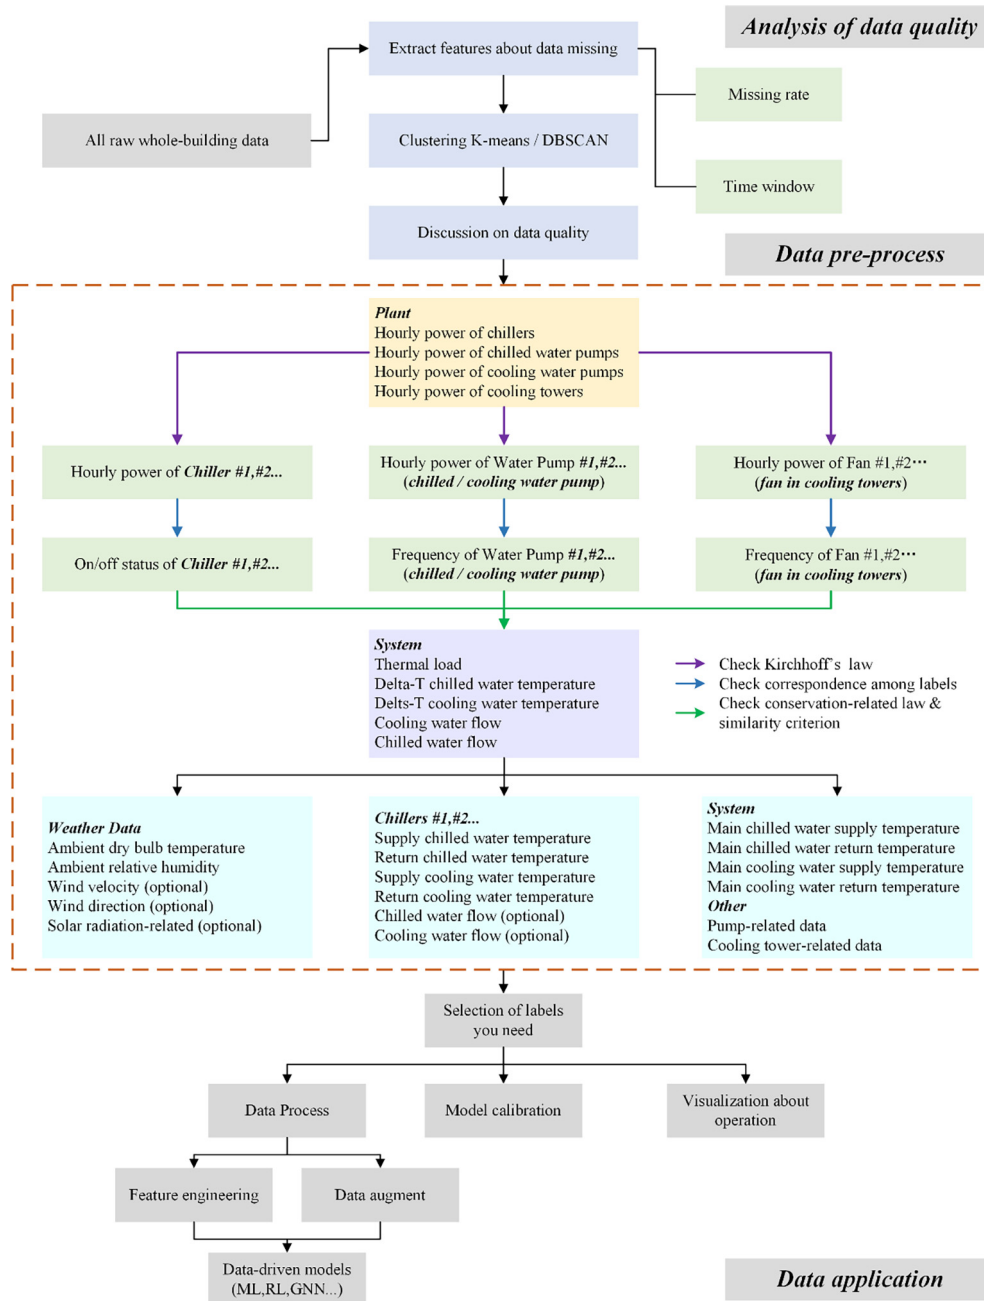 Analysis of data quality
Extract features about data missing
Missing rate
All raw whole-building data
Clustering K-means / DBSCAN
Time window
Discussion on data quality
Data pre-process
Plant
Hourly power of chillers
Hourly power of chilled water pumps
Hourly power of cooling water pumps
Hourly power of cooling towers
Hourly power of Chiller #1,#2...
Hourly power of Water Pump #1,#2...
(chilled / cooling water pump)
Hourly power of Fan #1,#2···
(fan in cooling towers)
On/off status of Chiller #1,#2...
Frequency of Water Pump #1,#2...
(chilled / cooling water pump)
Frequency of Fan #1,#2···
(fan in cooling towers)
System
Thermal load
Delta-T chilled water temperature
Delts-T cooling water temperature
Cooling water flow
Chilled water flow
Check Kirchhoff's law
Check correspondence among labels
Check conservation-related law &
similarity criterion
Weather Data
Ambient dry bulb temperature
Ambient relative humidity
Wind velocity (optional)
Wind direction (optional)
Solar radiation-related (optional)
Chillers #1,#2...
Supply chilled water temperature
Return chilled water temperature
Supply cooling water temperature
Return cooling water temperature
Chilled water flow (optional)
Cooling water flow (optional)
System
Main chilled water supply temperature
Main chilled water return temperature
Main cooling water supply temperature
Main cooling water return temperature
Other
Pump-related data
Cooling tower-related data
Selection of labels
you need
Data Process
Model calibration
Visualization about
operation
Feature engineering
Data augment
Data-driven models
(ML,RL,GNN...)
Data application